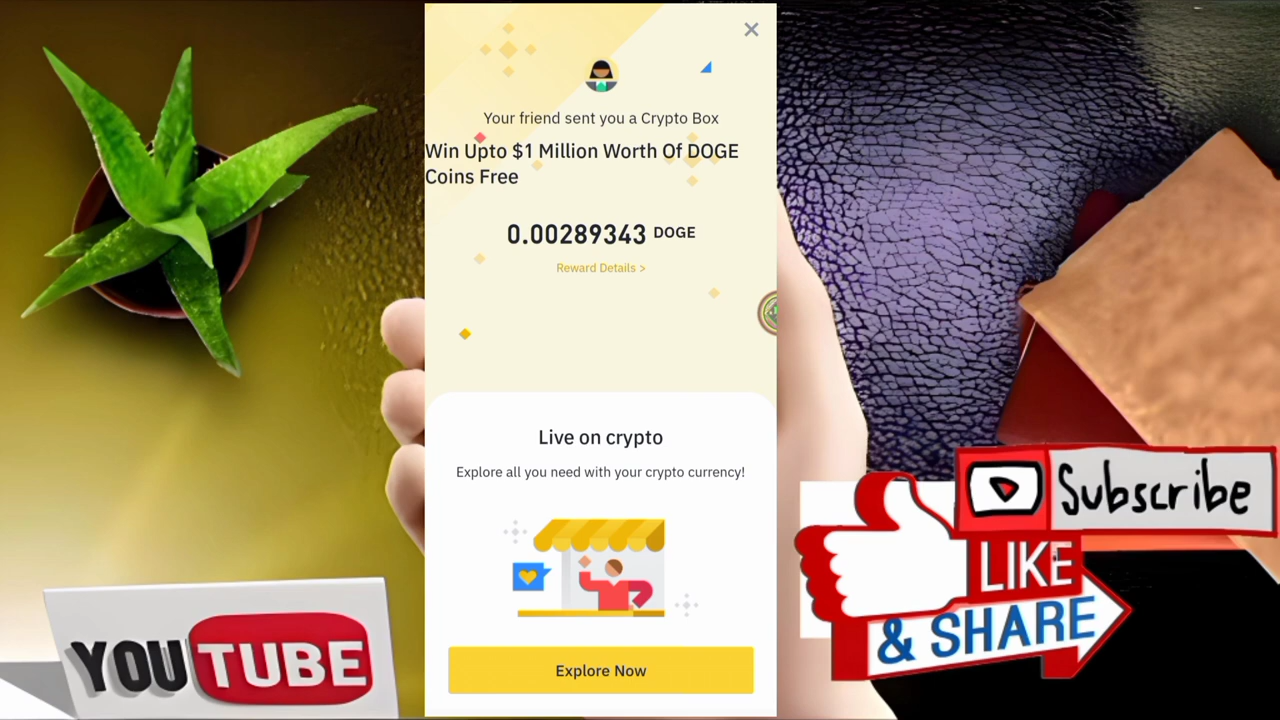 Your friend sent you a Crypto Box
Win Upto $1 Million Worth Of DOGE
Coins Free
0.00289343 DOGE
Reward Details >
Live on crypto
Explore all you need with your crypto currency!
Explore Now
YOUTUBE
Subscribe
LIKE
& SHARE